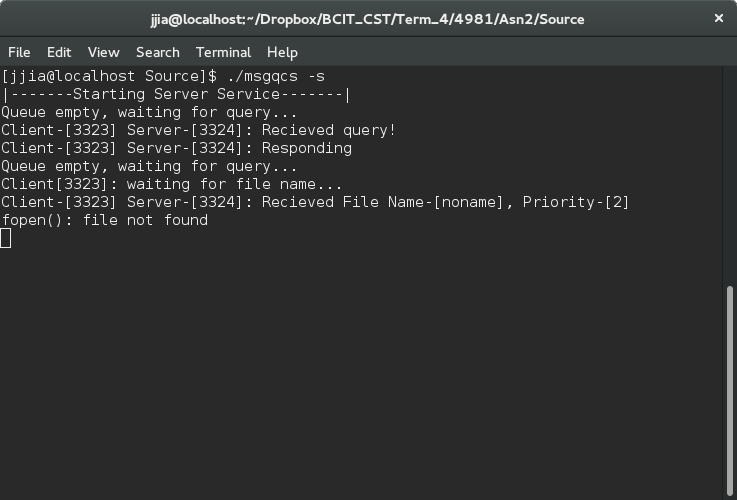 jjia@localhost:~/Dropbox/BCIT_CST/Term_4/4981/Asn2/Source ×
File Edit View Search Terminal Help
[jjia@localhost Source]$ ./msgqcs -s
|-------Starting Server Service-------|
Queue empty, waiting for query...
Client-[3323] Server-[3324]: Recieved query!
Client-[3323] Server-[3324]: Responding
Queue empty, waiting for query...
Client[3323]: waiting for file name...
Client-[3323] Server-[3324]: Recieved File Name-[noname], Priority-[2]
fopen(): file not found